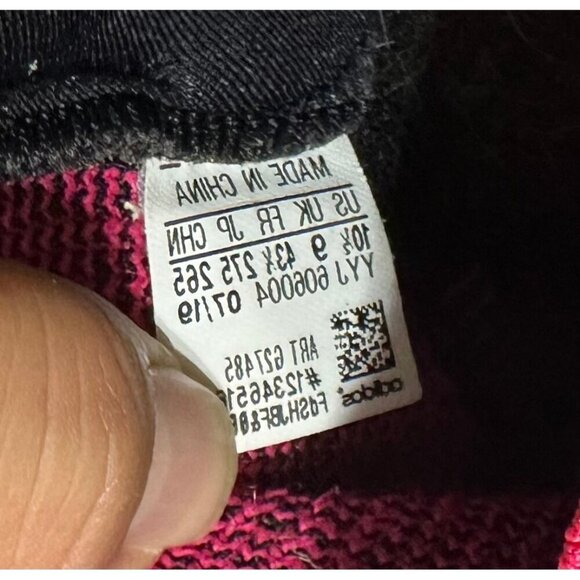 MADE IN CHINA
US UK FR JP CHN
10½ 9 43⅓ 275 265
YYJ 606004 07/19
ART G27485
adidas